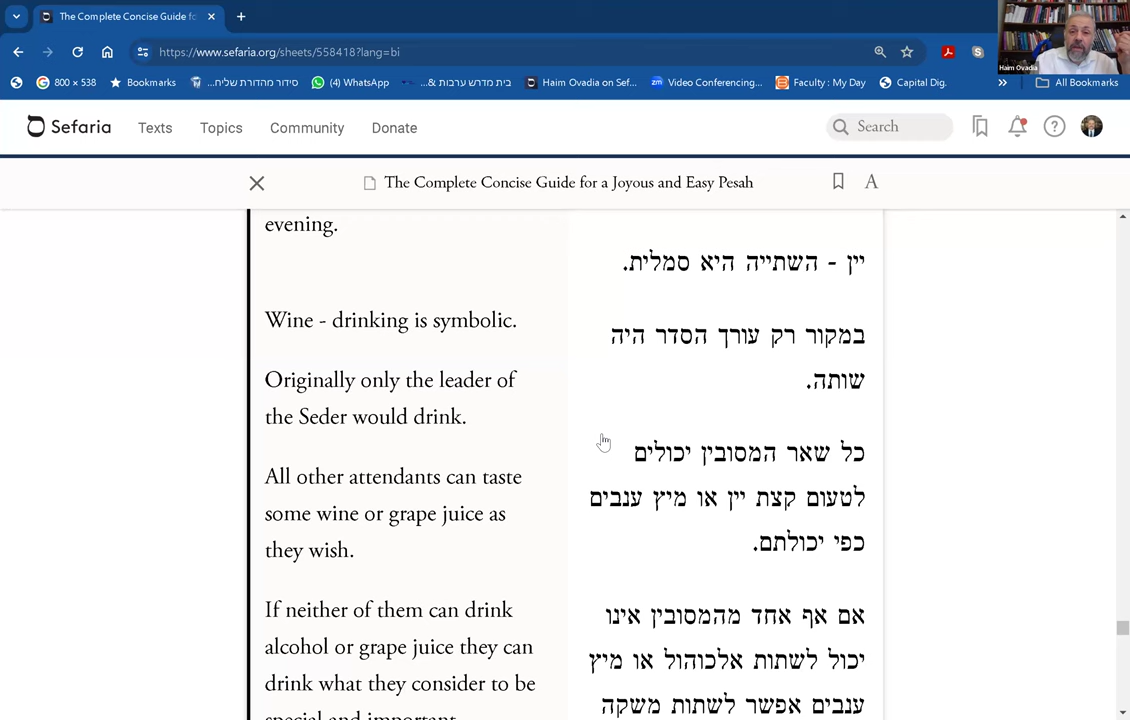 The Complete Concise Guide fo
https://www.sefaria.org/sheets/558418?lang=bi
800 × 538
Bookmarks
סידור מהדורת שליח...
(4) WhatsApp
בית מדרש ערבות &...
Haim Ovadia on Sef...
Video Conferencing...
Faculty : My Day
Capital Dig.
»
All Bookmarks
Haim Ovadia
Sefaria
Texts
Topics
Community
Donate
Search
The Complete Concise Guide for a Joyous and Easy Pesah
A
evening.
Wine - drinking is symbolic.
Originally only the leader of
the Seder would drink.
All other attendants can taste
some wine or grape juice as
they wish.
If neither of them can drink
alcohol or grape juice they can
drink what they consider to be
special and important
יין - השתייה היא סמלית.
במקור רק עורך הסדר היה
שותה.
כל שאר המסובין יכולים
לטעום קצת יין או מיץ ענבים
כפי יכולתם.
אם אף אחד מהמסובין אינו
יכול לשתות אלכוהול או מיץ
ענבים אפשר לשתות משקה